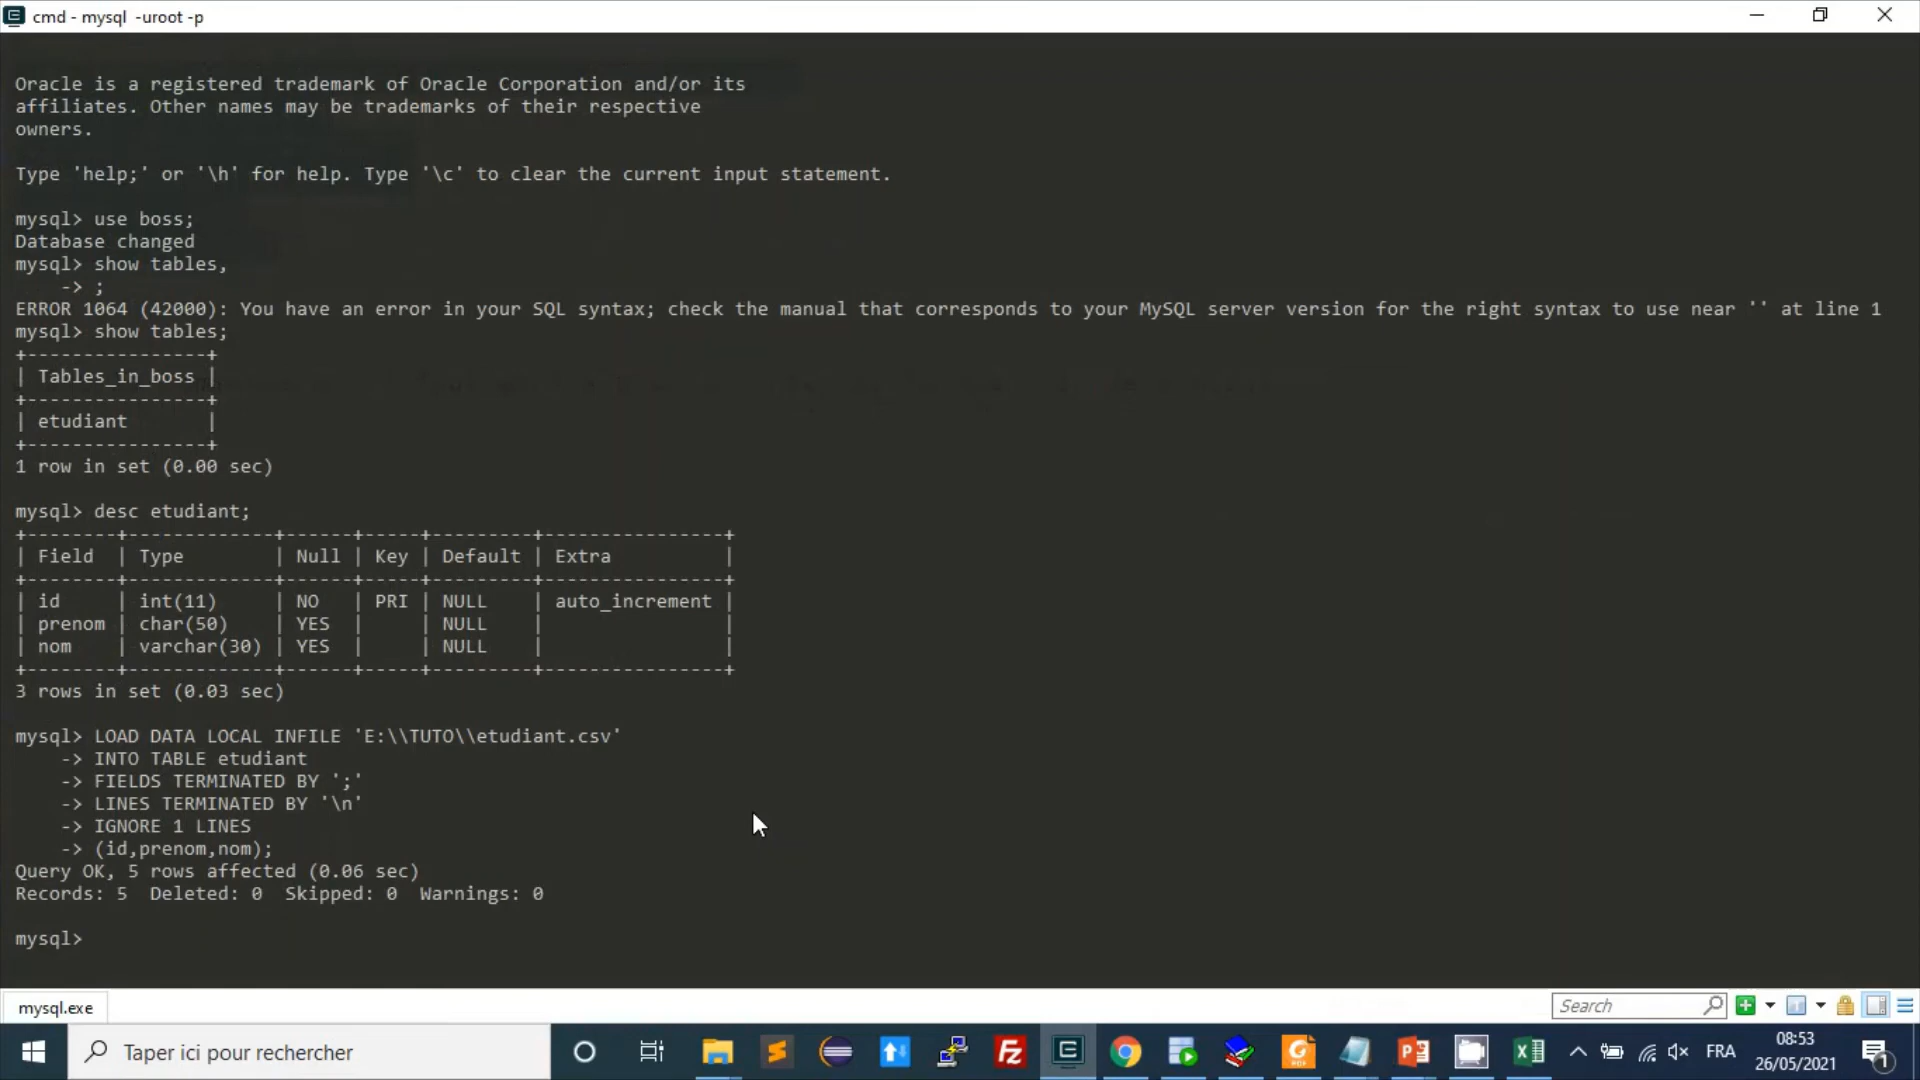 cmd - mysql -uroot -p
Oracle is a registered trademark of Oracle Corporation and/or its
affiliates. Other names may be trademarks of their respective
owners.
Type 'help;' or '\h' for help. Type '\c' to clear the current input statement.
mysql> use boss;
Database changed
mysql> show tables,
    -> ;
ERROR 1064 (42000): You have an error in your SQL syntax; check the manual that corresponds to your MySQL server version for the right syntax to use near '' at line 1
mysql> show tables;
+----------------+
| Tables_in_boss |
+----------------+
| etudiant       |
+----------------+
1 row in set (0.00 sec)
mysql> desc etudiant;
+--------+-------------+------+-----+---------+----------------+
| Field  | Type        | Null | Key | Default | Extra          |
+--------+-------------+------+-----+---------+----------------+
| id     | int(11)     | NO   | PRI | NULL    | auto_increment |
| prenom | char(50)    | YES  |     | NULL    |                |
| nom    | varchar(30) | YES  |     | NULL    |                |
+--------+-------------+------+-----+---------+----------------+
3 rows in set (0.03 sec)
mysql> LOAD DATA LOCAL INFILE 'E:\\TUTO\\etudiant.csv'
    -> INTO TABLE etudiant
    -> FIELDS TERMINATED BY ';'
    -> LINES TERMINATED BY '\n'
    -> IGNORE 1 LINES
    -> (id,prenom,nom);
Query OK, 5 rows affected (0.06 sec)
Records: 5  Deleted: 0  Skipped: 0  Warnings: 0
mysql>
mysql.exe
Search
Taper ici pour rechercher
FRA
08:53
26/05/2021
1